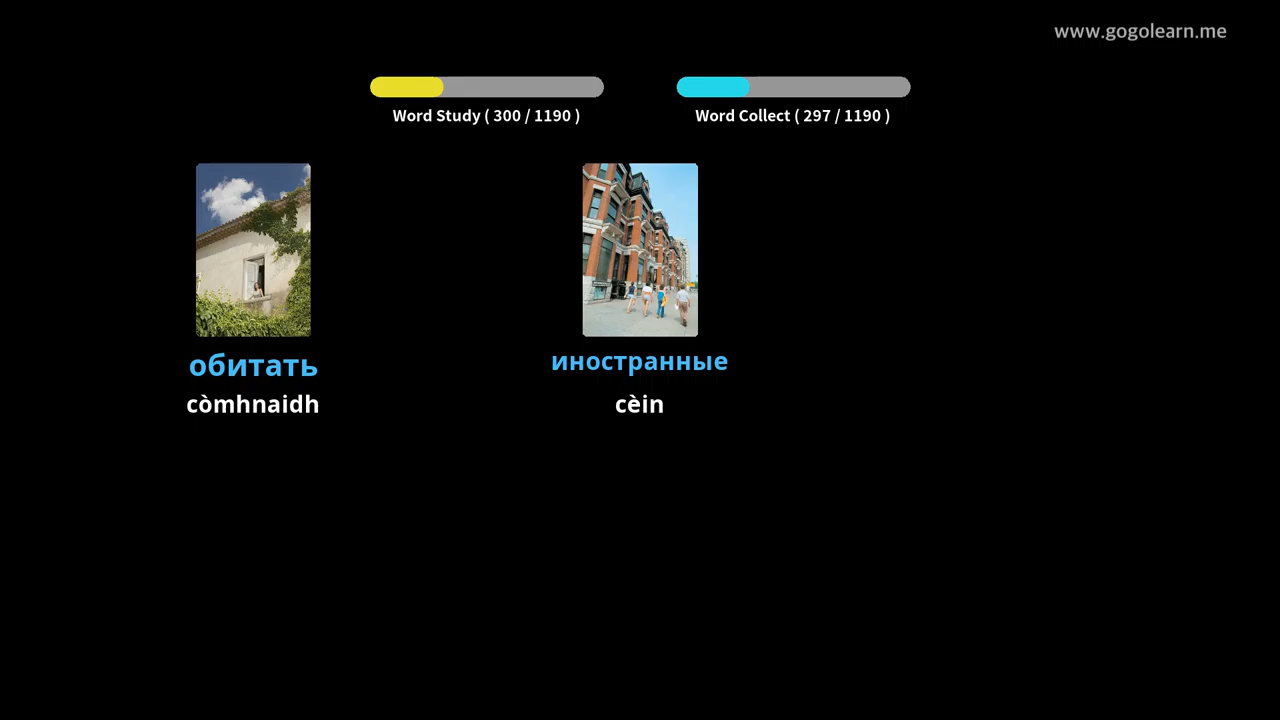 www.gogolearn.me
Word Study ( 300 / 1190 )
Word Collect ( 297 / 1190 )
обитать
còmhnaidh
иностранные
cèin